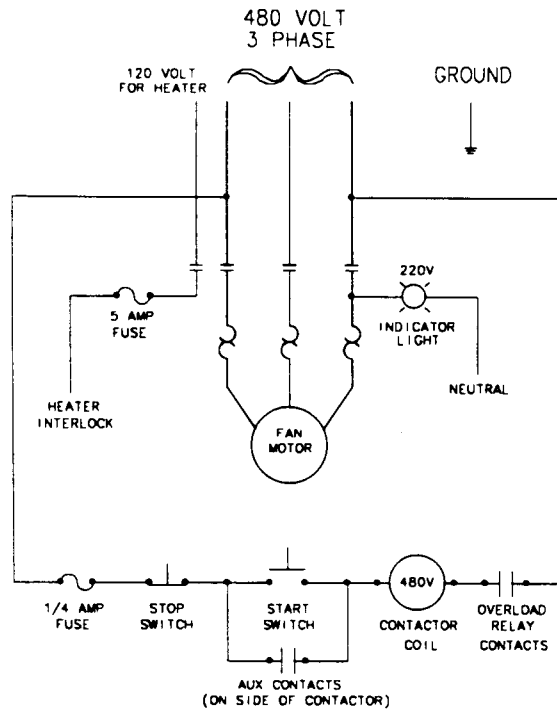 480 VOLT
3 PHASE
120 VOLT
FOR HEATER
GROUND
220V
5 AMP
FUSE
INDICATOR
LIGHT
HEATER
INTERLOCK
NEUTRAL
FAN
MOTOR
480V
1/4 AMP
FUSE
STOP
SWITCH
START
SWITCH
CONTACTOR
COIL
OVERLOAD
RELAY
CONTACTS
AUX CONTACTS
(ON SIDE OF CONTACTOR)